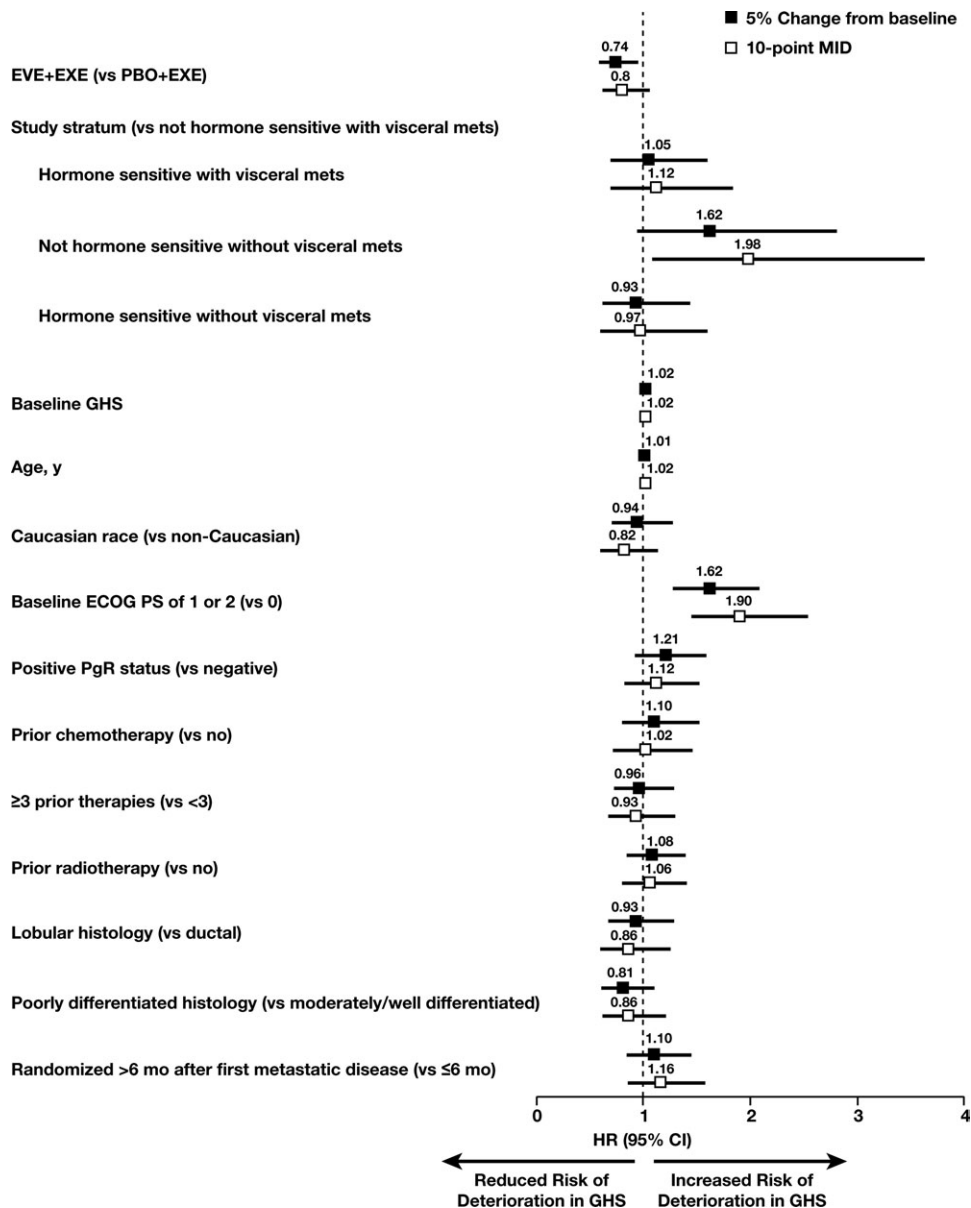 5% Change from baseline
10-point MID
0.74
EVE+EXE (vs PBO+EXE)
0.8
Study stratum (vs not hormone sensitive with visceral mets)
1.05
Hormone sensitive with visceral mets
1.12
1.62
Not hormone sensitive without visceral mets
1.98
0.93
Hormone sensitive without visceral mets
0.97
1.02
Baseline GHS
1.02
1.01
Age, y
1.02
0.94
Caucasian race (vs non-Caucasian)
0.82
1.62
Baseline ECOG PS of 1 or 2 (vs 0)
1.90
1.21
Positive PgR status (vs negative)
1.12
1.10
Prior chemotherapy (vs no)
1.02
0.96
≥3 prior therapies (vs <3)
0.93
1.08
Prior radiotherapy (vs no)
1.06
0.93
Lobular histology (vs ductal)
0.86
0.81
Poorly differentiated histology (vs moderately/well differentiated)
0.86
1.10
Randomized >6 mo after first metastatic disease (vs ≤6 mo)
1.16
0 1 2 3 4
HR (95% CI)
Reduced Risk of
Deterioration in GHS
Increased Risk of
Deterioration in GHS